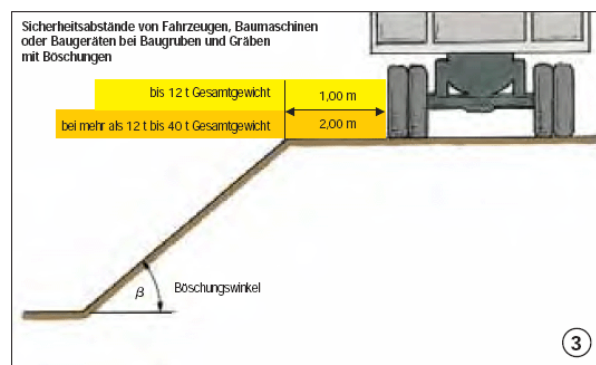 Sicherheitsabstände von Fahrzeugen, Baumaschinen
oder Baugeräten bei Baugruben und Gräben
mit Böschungen
bis 12 t Gesamtgewicht 1,00 m
bei mehr als 12 t bis 40 t Gesamtgewicht 2,00 m
β Böschungswinkel
3